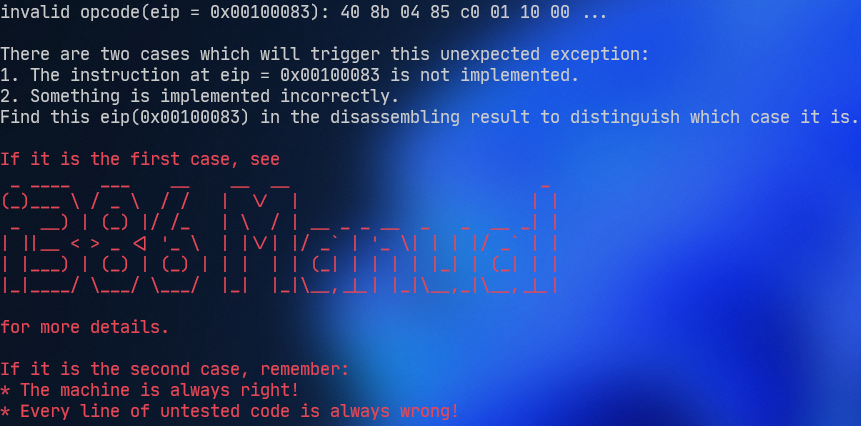 invalid opcode(eip = 0x00100083): 40 8b 04 85 c0 01 10 00 ...

There are two cases which will trigger this unexpected exception:
1. The instruction at eip = 0x00100083 is not implemented.
2. Something is implemented incorrectly.
Find this eip(0x00100083) in the disassembling result to distinguish which case it is.

If it is the first case, see
i386 Manual
for more details.

If it is the second case, remember:
* The machine is always right!
* Every line of untested code is always wrong!